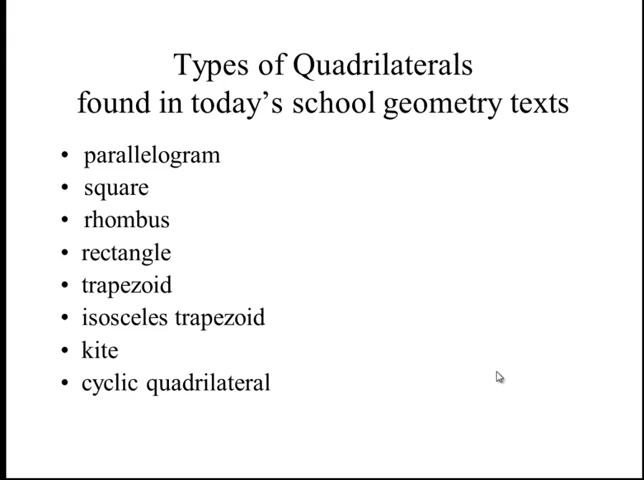 Types of Quadrilaterals
found in today's school geometry texts
• parallelogram
• square
• rhombus
• rectangle
• trapezoid
• isosceles trapezoid
• kite
• cyclic quadrilateral